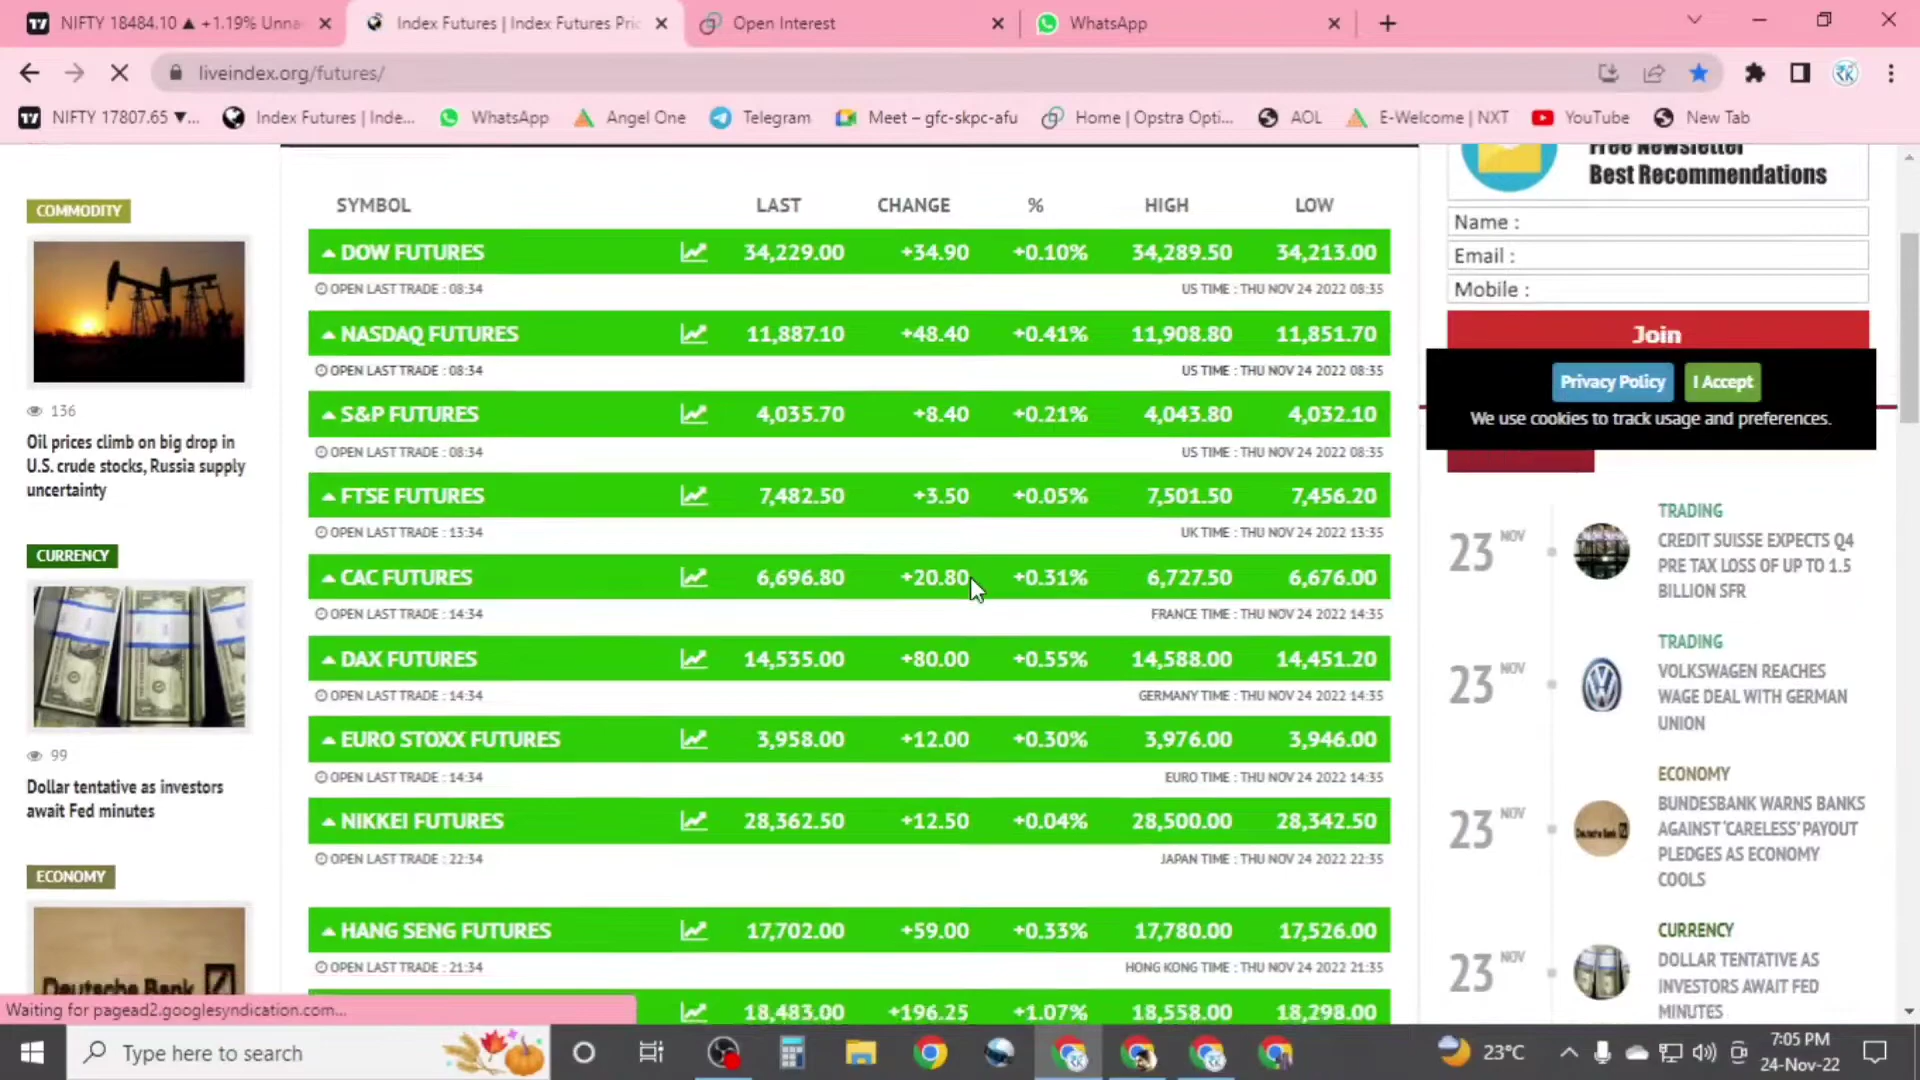 NIFTY 18484.10 ▲ +1.19% Unna
Index Futures | Index Futures Pric
Open Interest
WhatsApp
liveindex.org/futures/
NIFTY 17807.65 ▼...
Index Futures | Inde...
WhatsApp
Angel One
Telegram
Meet – gfc-skpc-afu
Home | Opstra Opti...
AOL
E-Welcome | NXT
YouTube
New Tab
COMMODITY
136
Oil prices climb on big drop in
U.S. crude stocks, Russia supply
uncertainty
CURRENCY
99
Dollar tentative as investors
await Fed minutes
ECONOMY
Deutsche Bank
SYMBOL LAST CHANGE % HIGH LOW
DOW FUTURES 34,229.00 +34.90 +0.10% 34,289.50 34,213.00
OPEN LAST TRADE : 08:34 US TIME : THU NOV 24 2022 08:35
NASDAQ FUTURES 11,887.10 +48.40 +0.41% 11,908.80 11,851.70
OPEN LAST TRADE : 08:34 US TIME : THU NOV 24 2022 08:35
S&P FUTURES 4,035.70 +8.40 +0.21% 4,043.80 4,032.10
OPEN LAST TRADE : 08:34 US TIME : THU NOV 24 2022 08:35
FTSE FUTURES 7,482.50 +3.50 +0.05% 7,501.50 7,456.20
OPEN LAST TRADE : 13:34 UK TIME : THU NOV 24 2022 13:35
CAC FUTURES 6,696.80 +20.80 +0.31% 6,727.50 6,676.00
OPEN LAST TRADE : 14:34 FRANCE TIME : THU NOV 24 2022 14:35
DAX FUTURES 14,535.00 +80.00 +0.55% 14,588.00 14,451.20
OPEN LAST TRADE : 14:34 GERMANY TIME : THU NOV 24 2022 14:35
EURO STOXX FUTURES 3,958.00 +12.00 +0.30% 3,976.00 3,946.00
OPEN LAST TRADE : 14:34 EURO TIME : THU NOV 24 2022 14:35
NIKKEI FUTURES 28,362.50 +12.50 +0.04% 28,500.00 28,342.50
OPEN LAST TRADE : 22:34 JAPAN TIME : THU NOV 24 2022 22:35
HANG SENG FUTURES 17,702.00 +59.00 +0.33% 17,780.00 17,526.00
OPEN LAST TRADE : 21:34 HONG KONG TIME : THU NOV 24 2022 21:35
18,483.00 +196.25 +1.07% 18,558.00 18,298.00
Free Newsletter
Best Recommendations
Name :
Email :
Mobile :
Join
Privacy Policy I Accept
We use cookies to track usage and preferences.
23 NOV
TRADING
CREDIT SUISSE EXPECTS Q4
PRE TAX LOSS OF UP TO 1.5
BILLION SFR
23 NOV
TRADING
VOLKSWAGEN REACHES
WAGE DEAL WITH GERMAN
UNION
23 NOV
ECONOMY
BUNDESBANK WARNS BANKS
AGAINST 'CARELESS' PAYOUT
PLEDGES AS ECONOMY
COOLS
23 NOV
CURRENCY
DOLLAR TENTATIVE AS
INVESTORS AWAIT FED
MINUTES
Waiting for pagead2.googlesyndication.com...
Type here to search
23°C
7:05 PM
24-Nov-22